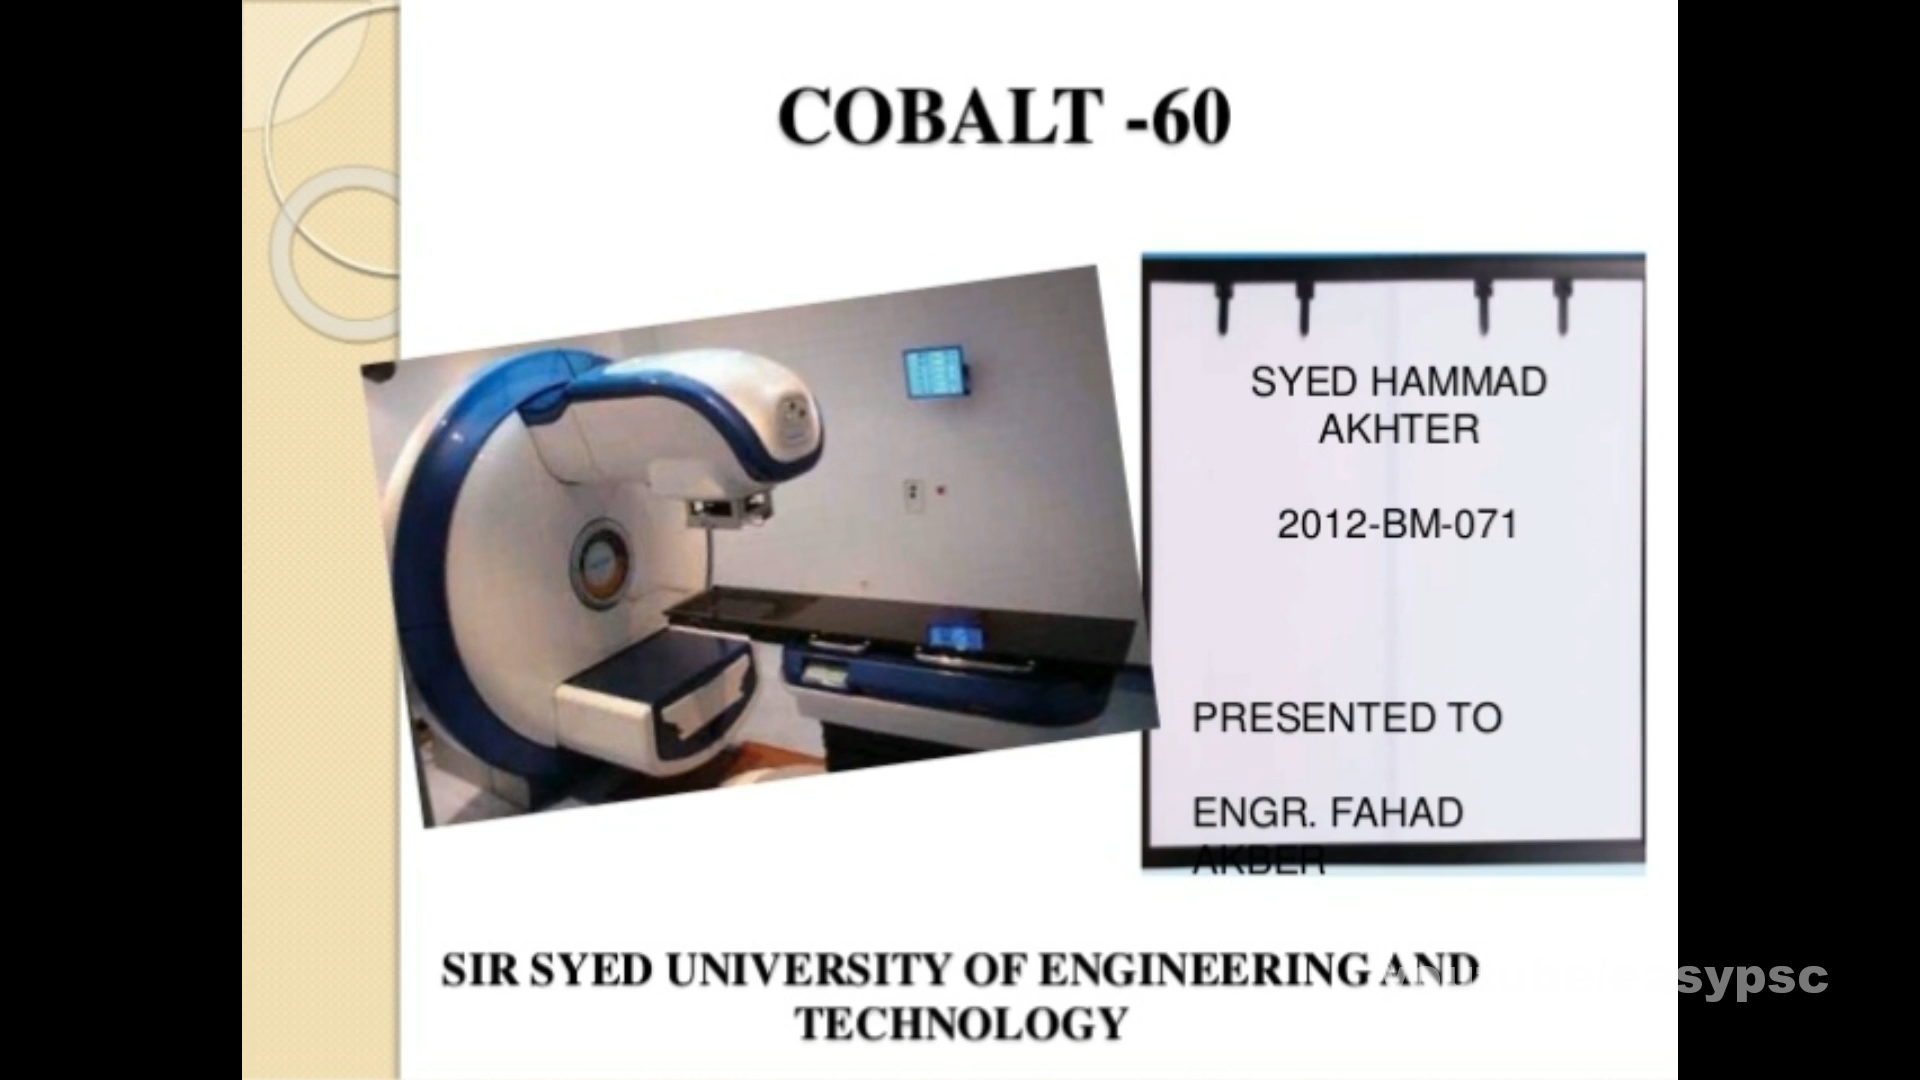 COBALT -60
SYED HAMMAD
AKHTER
2012-BM-071
PRESENTED TO
ENGR. FAHAD
AKBER
SIR SYED UNIVERSITY OF ENGINEERING AND
TECHNOLOGY